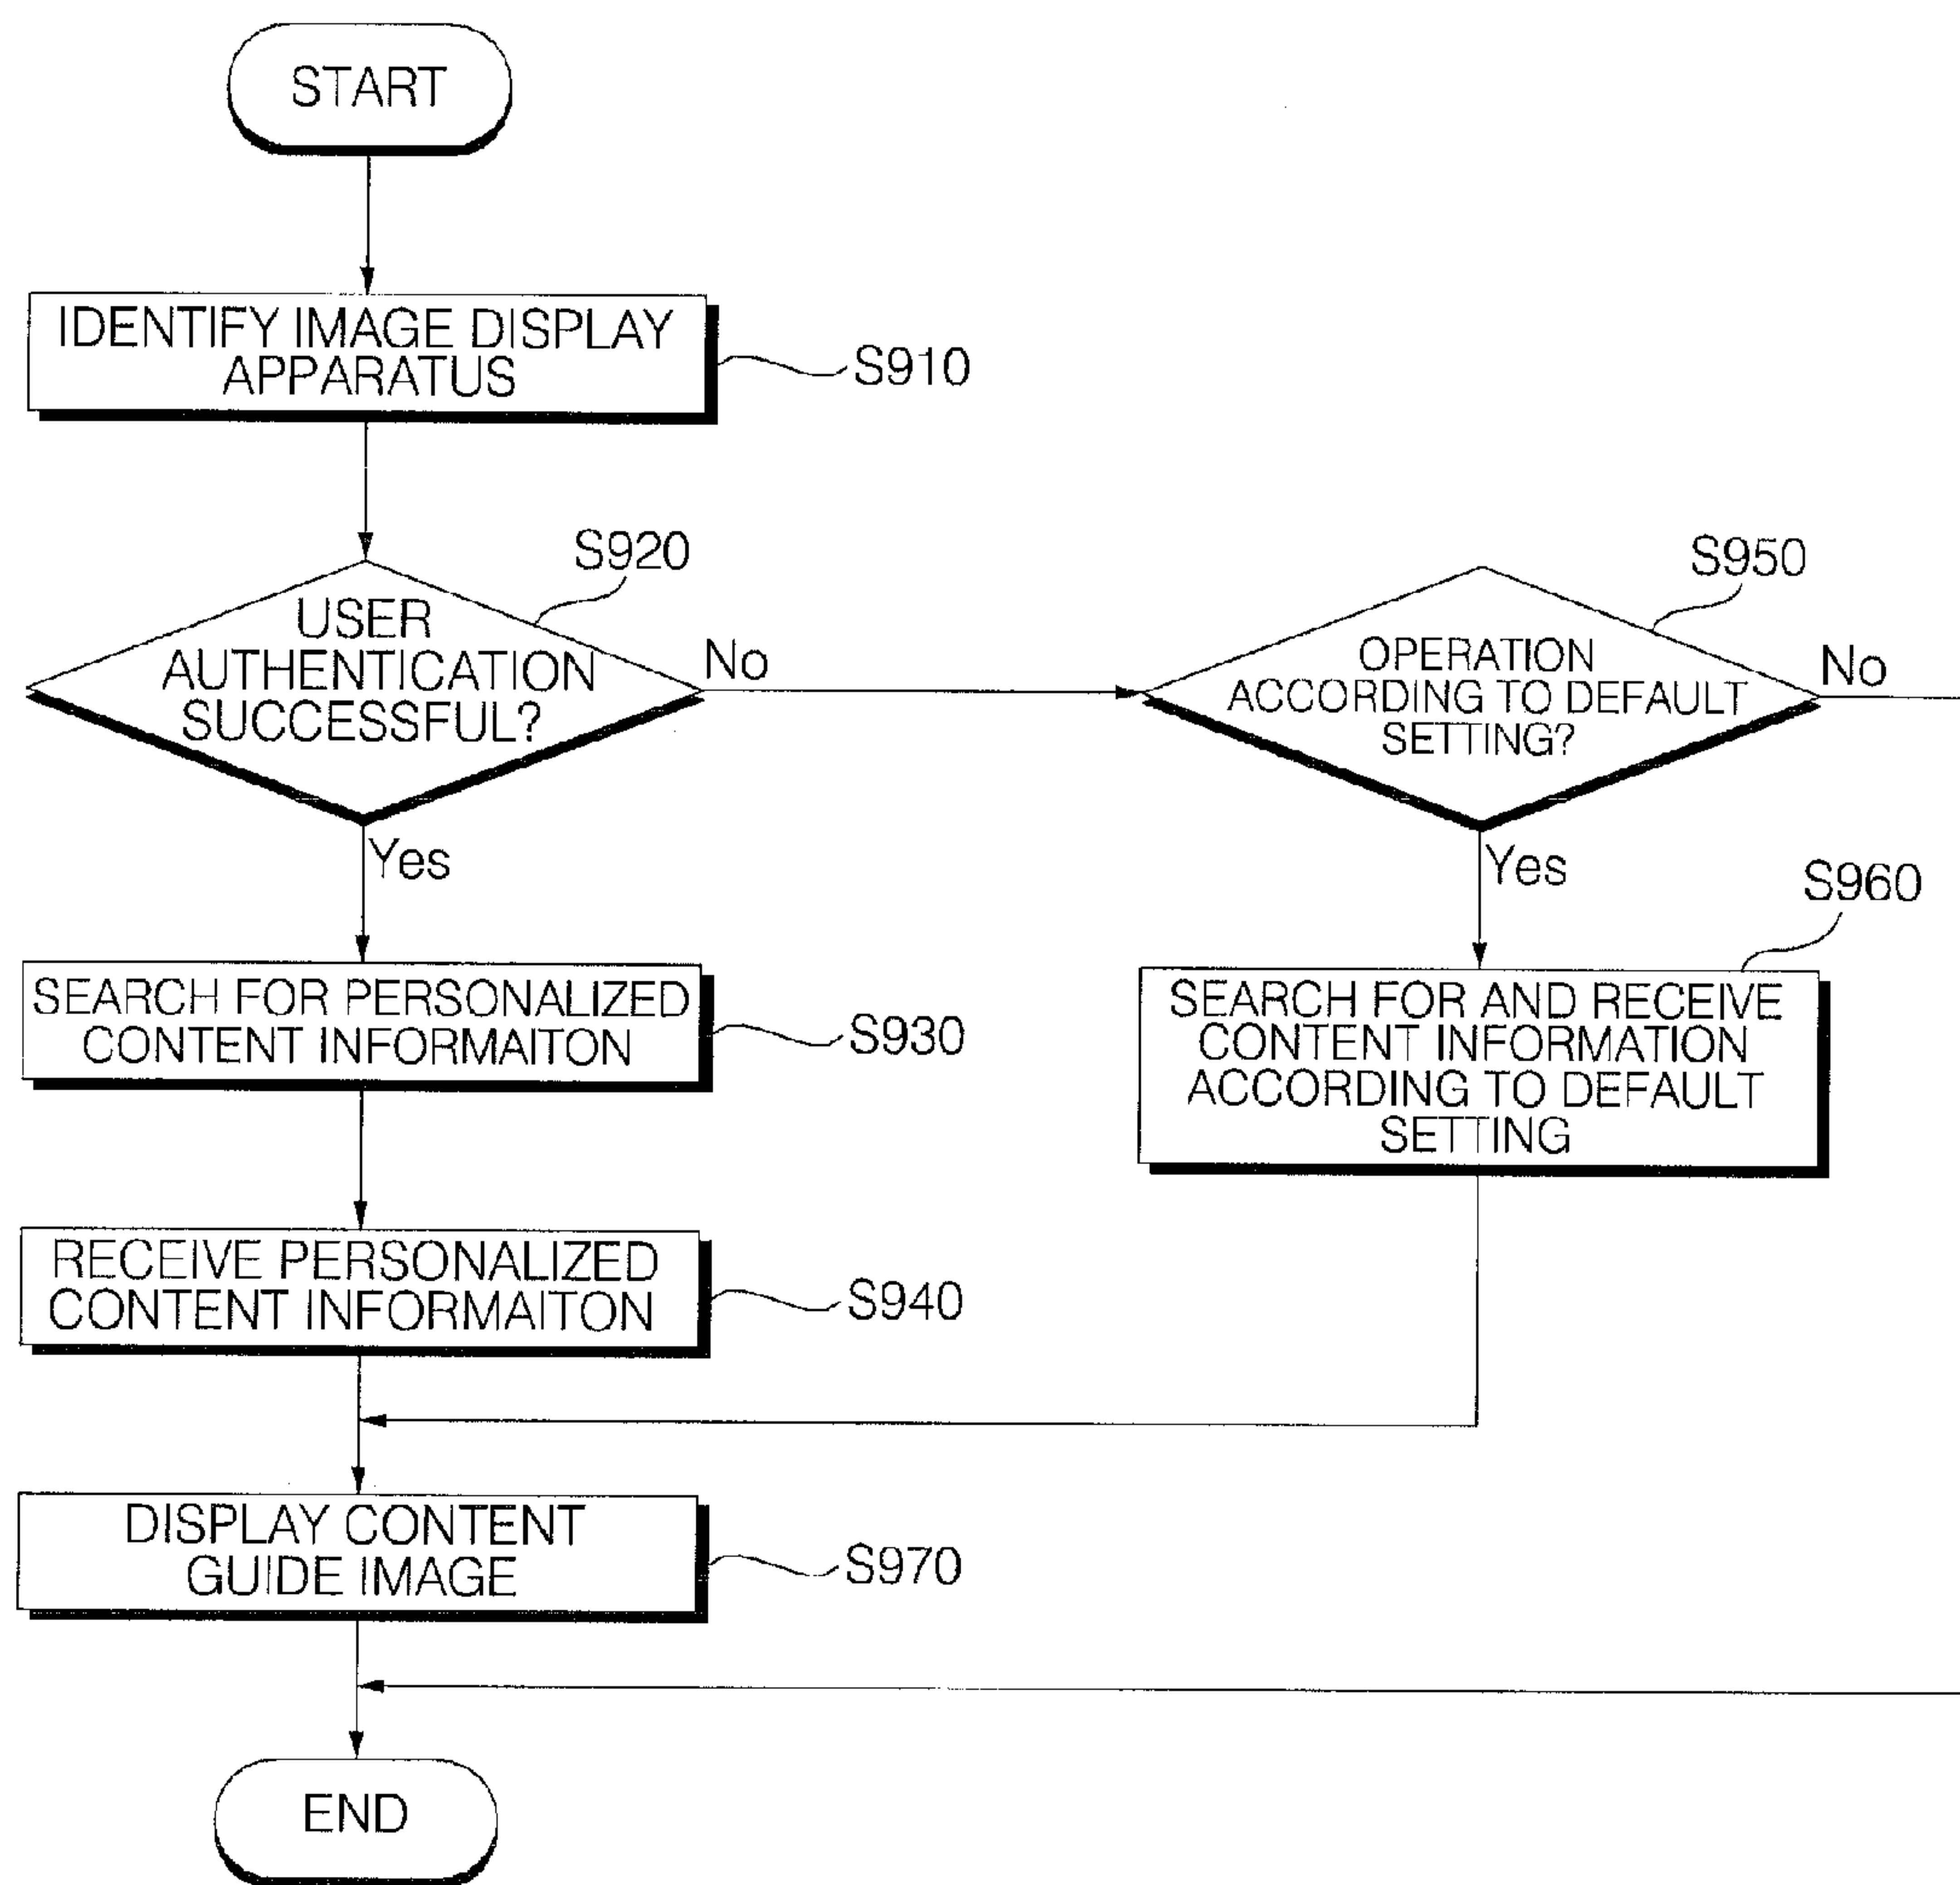 START
IDENTIFY IMAGE DISPLAY
APPARATUS
S910
S920
USER
AUTHENTICATION
SUCCESSFUL?
No
Yes
S950
OPERATION
ACCORDING TO DEFAULT
SETTING?
No
Yes
S960
SEARCH FOR PERSONALIZED
CONTENT INFORMAITON
S930
SEARCH FOR AND RECEIVE
CONTENT INFORMATION
ACCORDING TO DEFAULT
SETTING
RECEIVE PERSONALIZED
CONTENT INFORMAITON
S940
DISPLAY CONTENT
GUIDE IMAGE
S970
END